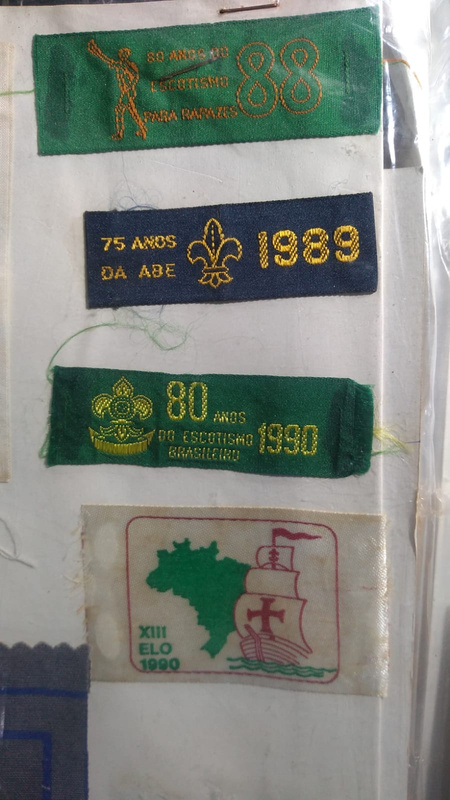 80 ANOS DO
ESCOTISMO
PARA RAPAZES
88
75 ANOS
DA ABE
1989
80 ANOS
DO ESCOTISMO
BRASILEIRO
1990
XIII
ELO
1990